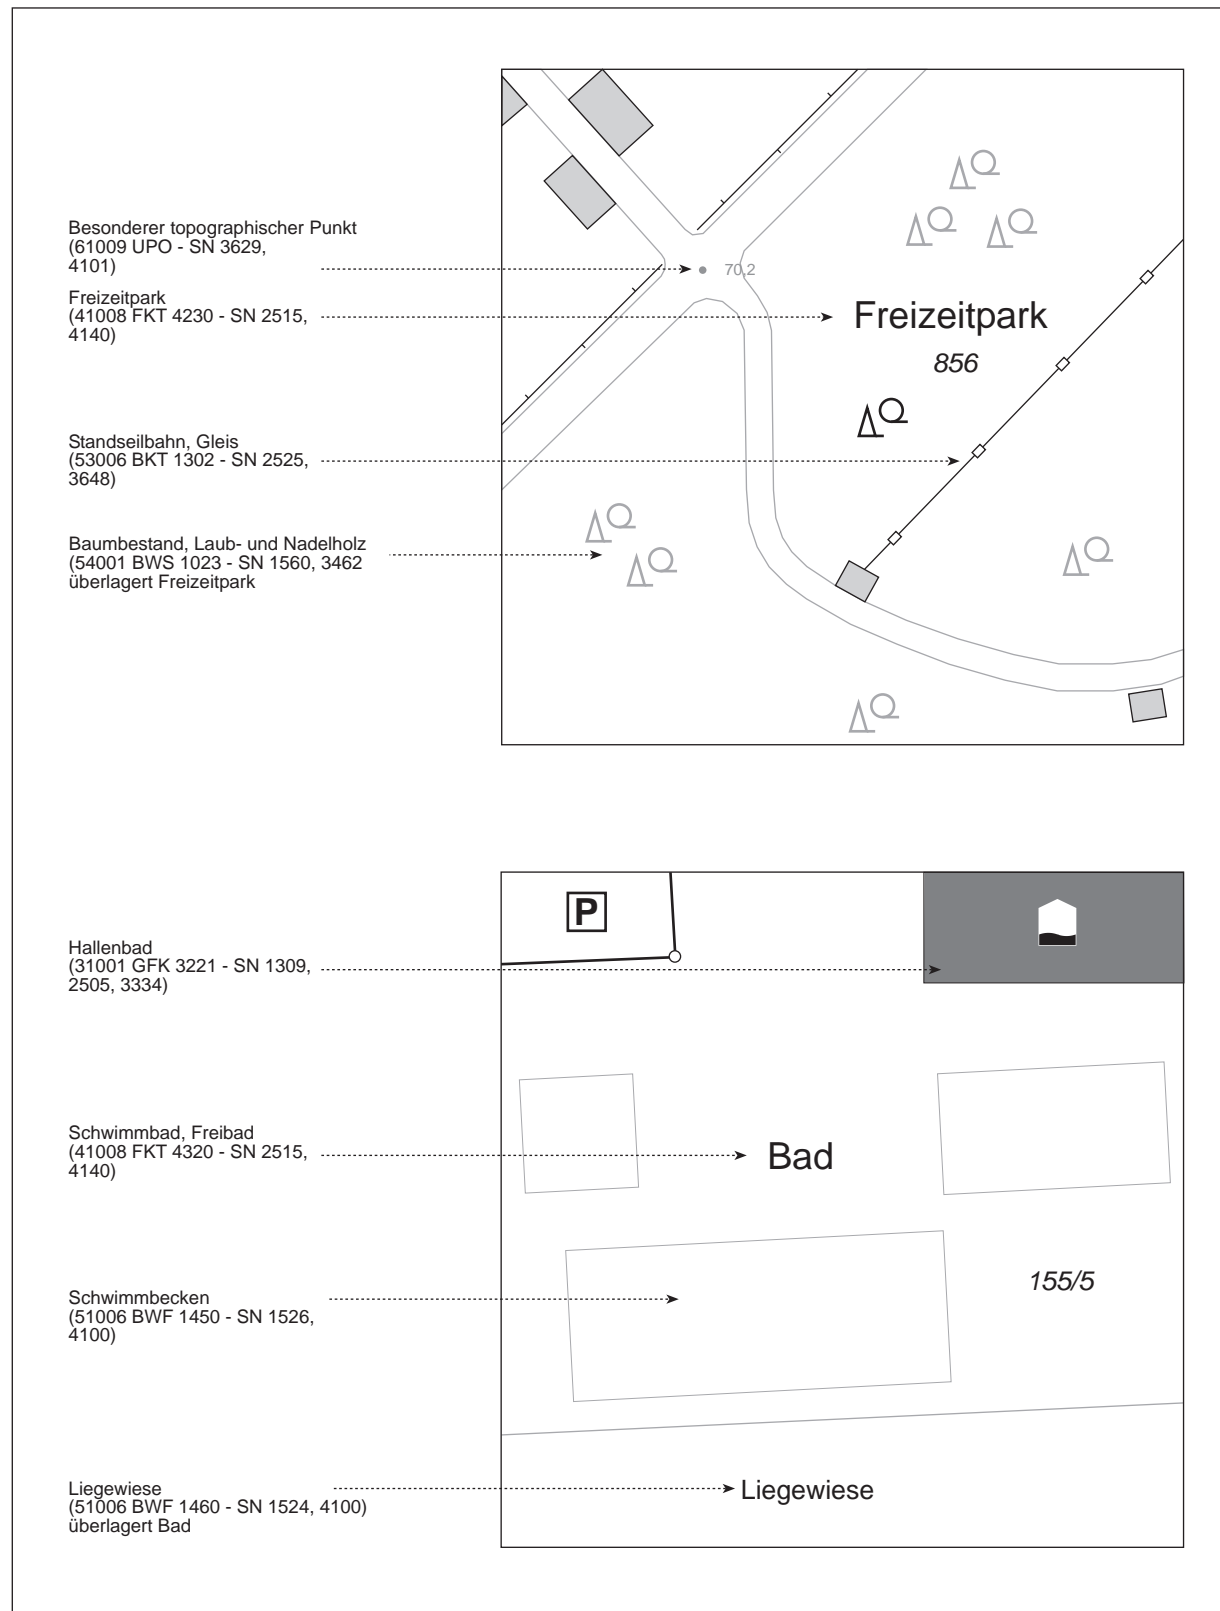 Besonderer topographischer Punkt
(61009 UPO - SN 3629,
4101)
70,2
Freizeitpark
(41008 FKT 4230 - SN 2515,
4140)
Freizeitpark
856
Standseilbahn, Gleis
(53006 BKT 1302 - SN 2525,
3648)
Baumbestand, Laub- und Nadelholz
(54001 BWS 1023 - SN 1560, 3462
überlagert Freizeitpark
P
Hallenbad
(31001 GFK 3221 - SN 1309,
2505, 3334)
Schwimmbad, Freibad
(41008 FKT 4320 - SN 2515,
4140)
Bad
Schwimmbecken
(51006 BWF 1450 - SN 1526,
4100)
155/5
Liegewiese
(51006 BWF 1460 - SN 1524, 4100)
überlagert Bad
Liegewiese